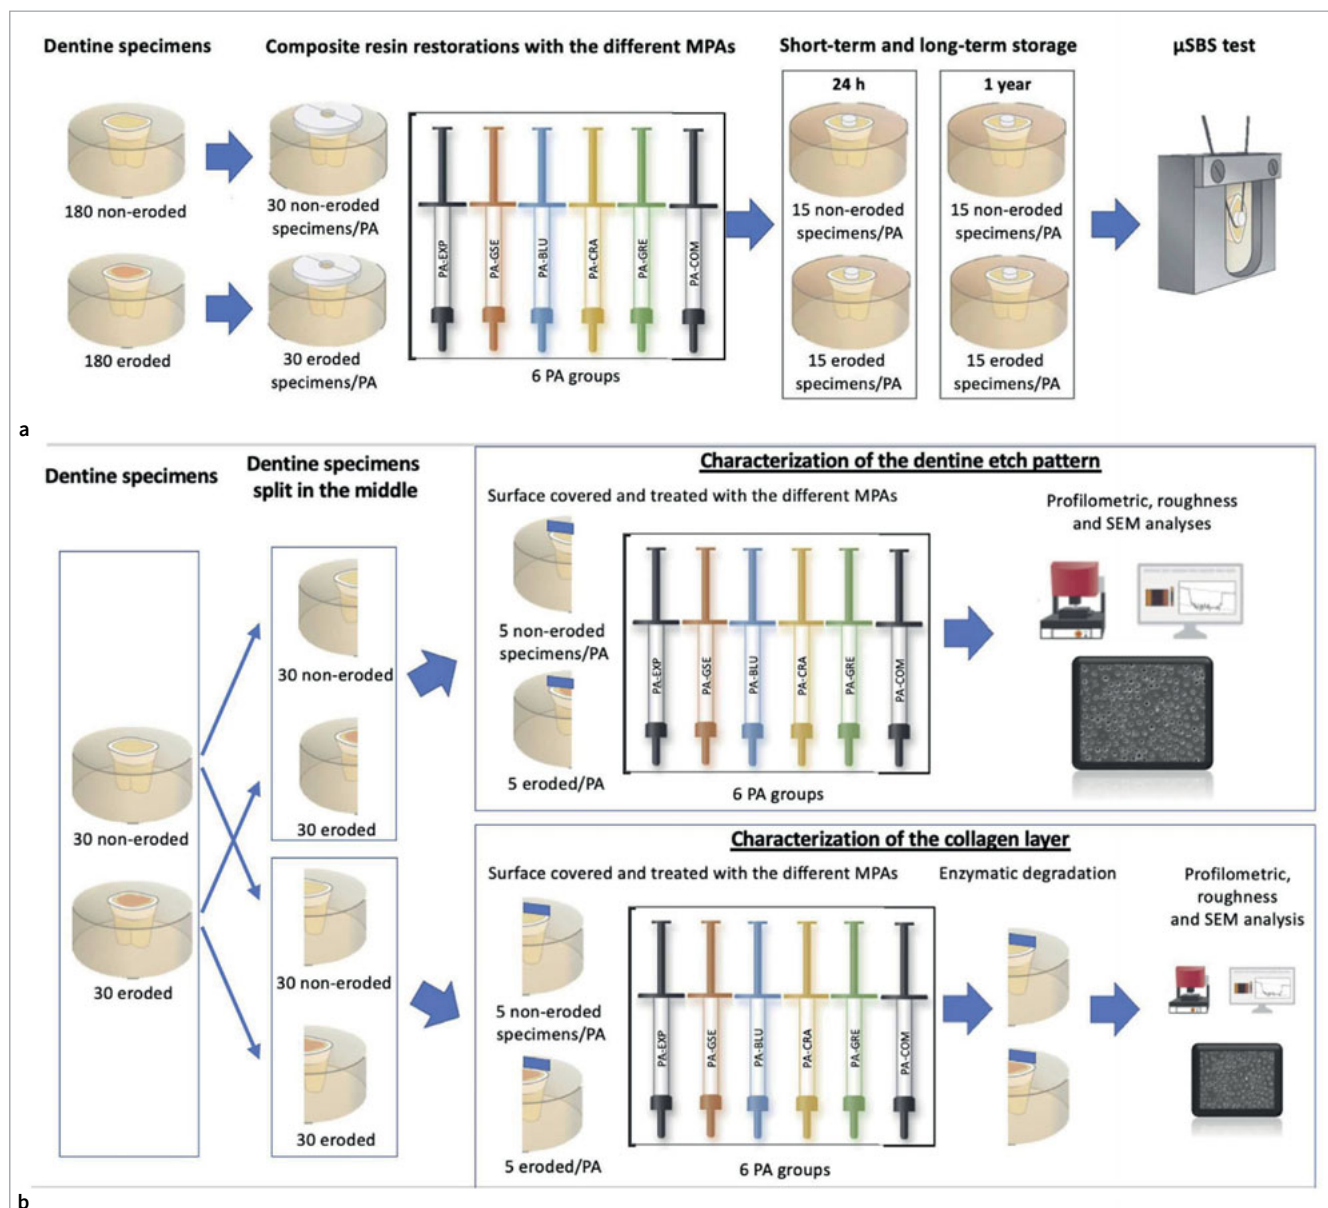 Dentine specimens
Composite resin restorations with the different MPAs
Short-term and long-term storage
µSBS test
24 h
1 year
180 non-eroded
30 non-eroded
specimens/PA
PA-EXP
PA-GSE
PA-BLU
PA-CRA
PA-GRE
PA-COM
15 non-eroded
specimens/PA
15 non-eroded
specimens/PA
180 eroded
30 eroded
specimens/PA
6 PA groups
15 eroded
specimens/PA
15 eroded
specimens/PA
a
Dentine specimens
Dentine specimens
split in the middle
Characterization of the dentine etch pattern
Surface covered and treated with the different MPAs
Profilometric, roughness
and SEM analyses
30 non-eroded
5 non-eroded
specimens/PA
PA-EXP
PA-GSE
PA-BLU
PA-CRA
PA-GRE
PA-COM
5 eroded/PA
6 PA groups
30 eroded
30 non-eroded
30 eroded
Characterization of the collagen layer
Surface covered and treated with the different MPAs
Enzymatic degradation
Profilometric,
roughness
and SEM analysis
30 non-eroded
5 non-eroded
specimens/PA
PA-EXP
PA-GSE
PA-BLU
PA-CRA
PA-GRE
PA-COM
30 eroded
5 eroded/PA
6 PA groups
b